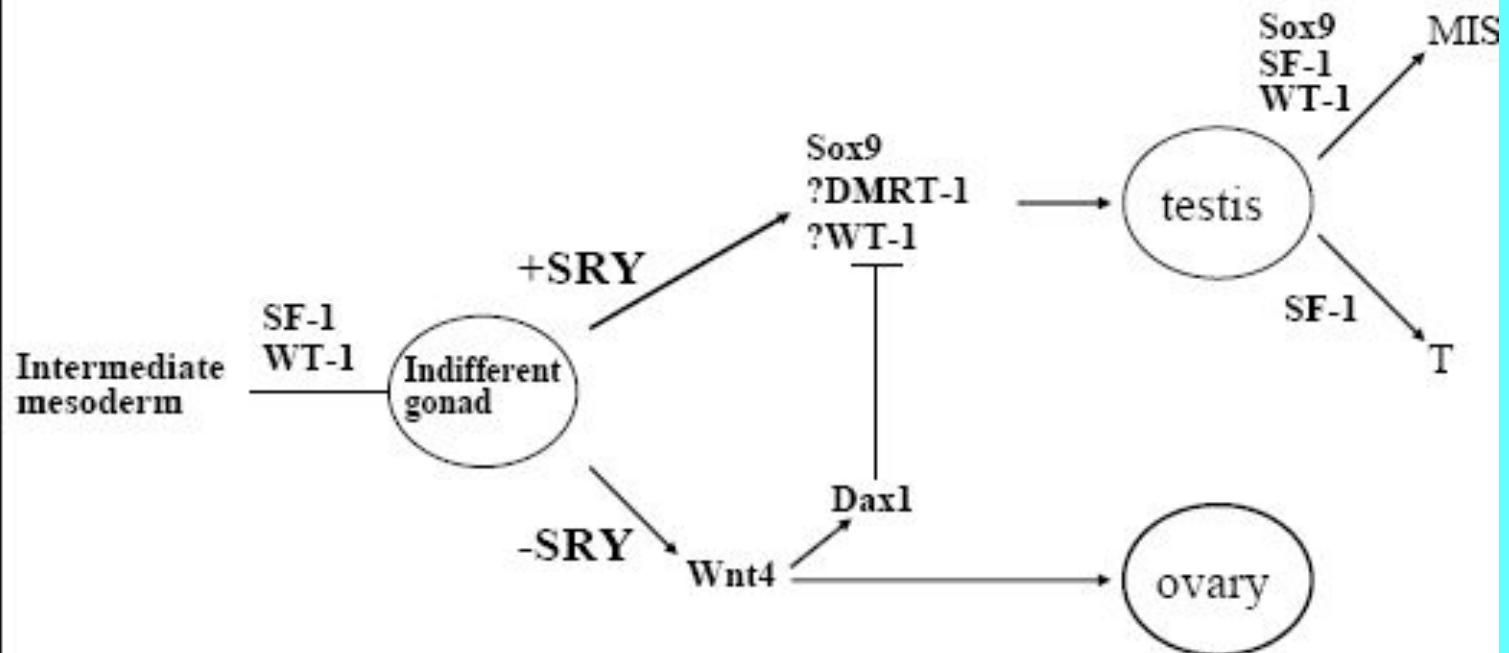 Sox9
SF-1
WT-1
MIS
Sox9
?DMRT-1
?WT-1
testis
+SRY
SF-1
SF-1
WT-1
T
Intermediate
mesoderm
Indifferent
gonad
Dax1
-SRY
Wnt4
ovary